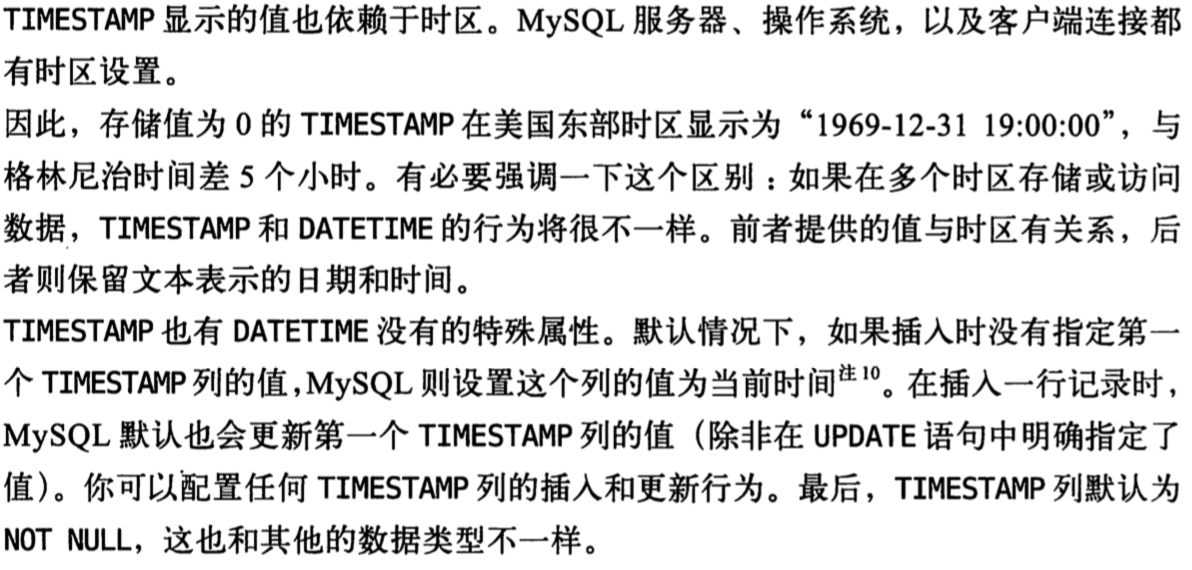 TIMESTAMP 显示的值也依赖于时区。MySQL 服务器、操作系统，以及客户端连接都
有时区设置。
因此，存储值为 0 的 TIMESTAMP 在美国东部时区显示为“1969-12-31 19:00:00”，与
格林尼治时间差 5 个小时。有必要强调一下这个区别：如果在多个时区存储或访问
数据，TIMESTAMP 和 DATETIME 的行为将很不一样。前者提供的值与时区有关系，后
者则保留文本表示的日期和时间。
TIMESTAMP 也有 DATETIME 没有的特殊属性。默认情况下，如果插入时没有指定第一
个 TIMESTAMP 列的值，MySQL 则设置这个列的值为当前时间注10。在插入一行记录时，
MySQL 默认也会更新第一个 TIMESTAMP 列的值（除非在 UPDATE 语句中明确指定了
值）。你可以配置任何 TIMESTAMP 列的插入和更新行为。最后，TIMESTAMP 列默认为
NOT NULL，这也和其他的数据类型不一样。